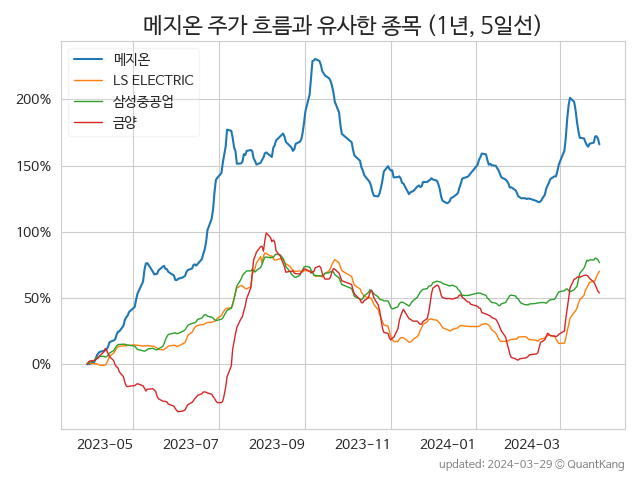 메지온 주가 흐름과 유사한 종목 (1년, 5일선)
메지온
LS ELECTRIC
삼성중공업
금양
200%
150%
100%
50%
0%
2023-05 2023-07 2023-09 2023-11 2024-01 2024-03
updated: 2024-03-29 © QuantKang